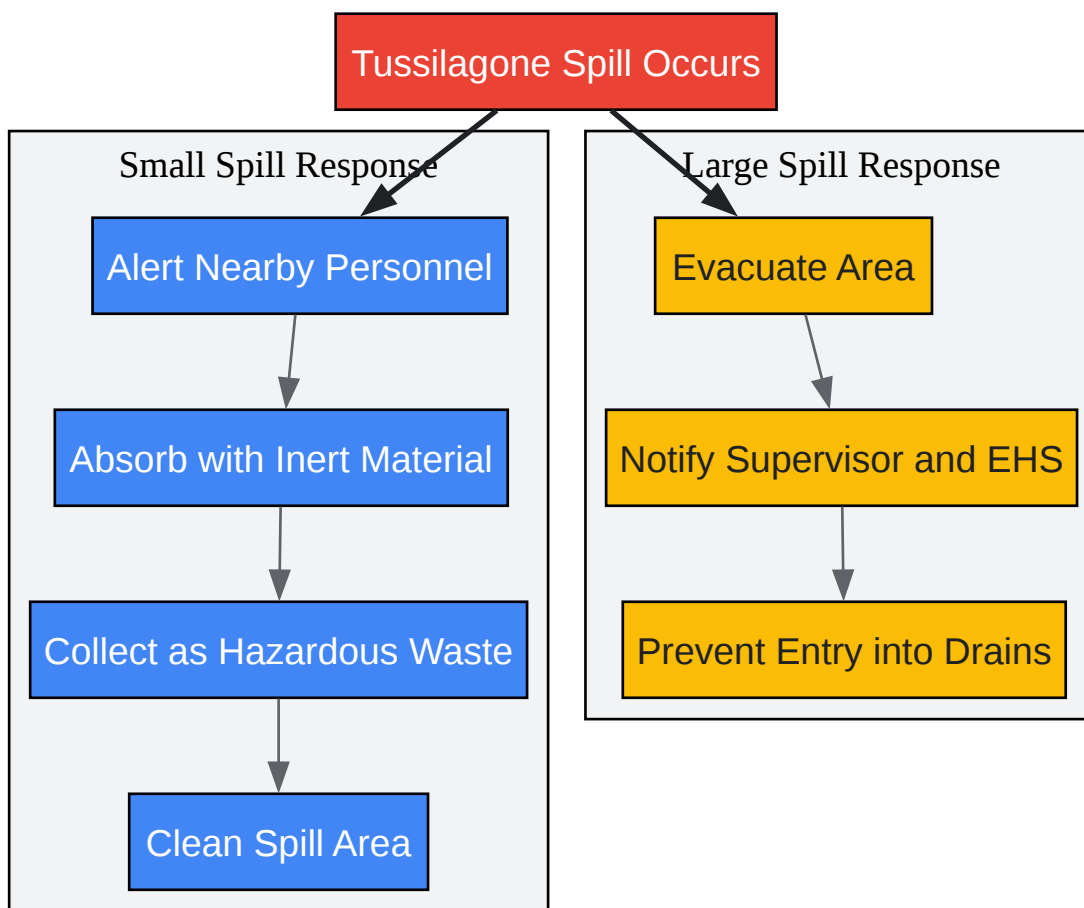 Tussilagone Spill Occurs
Small Spill Response
Alert Nearby Personnel
Absorb with Inert Material
Collect as Hazardous Waste
Clean Spill Area
Large Spill Response
Evacuate Area
Notify Supervisor and EHS
Prevent Entry into Drains